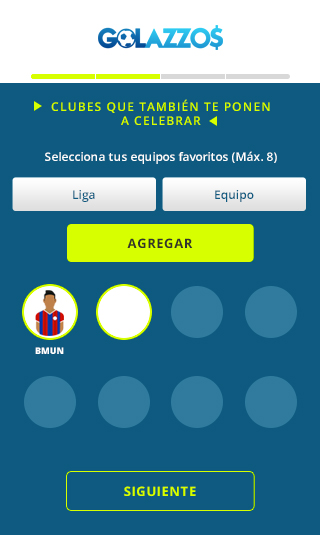 GOLAZZO$
CLUBES QUE TAMBIÉN TE PONEN
A CELEBRAR
Selecciona tus equipos favoritos (Máx. 8)
Liga Equipo
AGREGAR
BMUN
SIGUIENTE